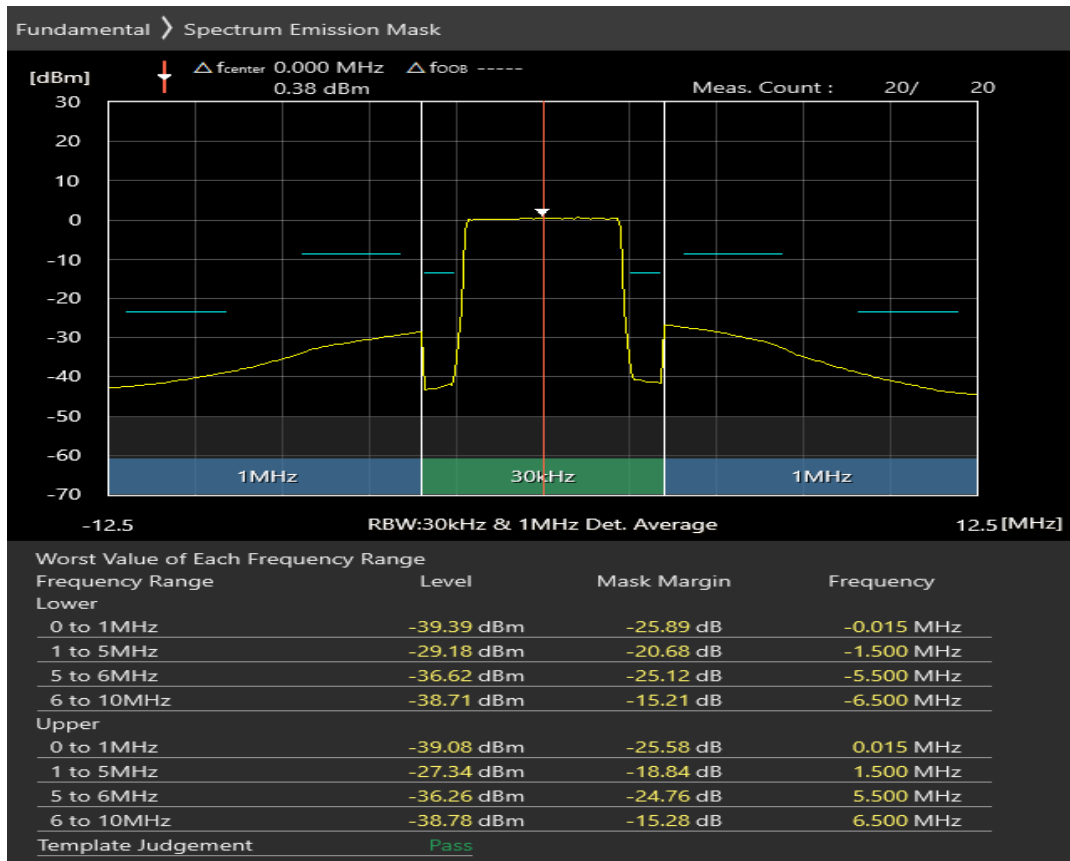 Fundamental ❯ Spectrum Emission Mask
[dBm] △ fcenter 0.000 MHz △ fOOB -----
0.38 dBm Meas. Count : 20/ 20
30
20
10
0
-10
-20
-30
-40
-50
-60
1MHz 30kHz 1MHz
-70
-12.5 RBW:30kHz & 1MHz Det. Average 12.5 [MHz]
Worst Value of Each Frequency Range
Frequency Range Level Mask Margin Frequency
Lower
0 to 1MHz -39.39 dBm -25.89 dB -0.015 MHz
1 to 5MHz -29.18 dBm -20.68 dB -1.500 MHz
5 to 6MHz -36.62 dBm -25.12 dB -5.500 MHz
6 to 10MHz -38.71 dBm -15.21 dB -6.500 MHz
Upper
0 to 1MHz -39.08 dBm -25.58 dB 0.015 MHz
1 to 5MHz -27.34 dBm -18.84 dB 1.500 MHz
5 to 6MHz -36.26 dBm -24.76 dB 5.500 MHz
6 to 10MHz -38.78 dBm -15.28 dB 6.500 MHz
Template Judgement Pass